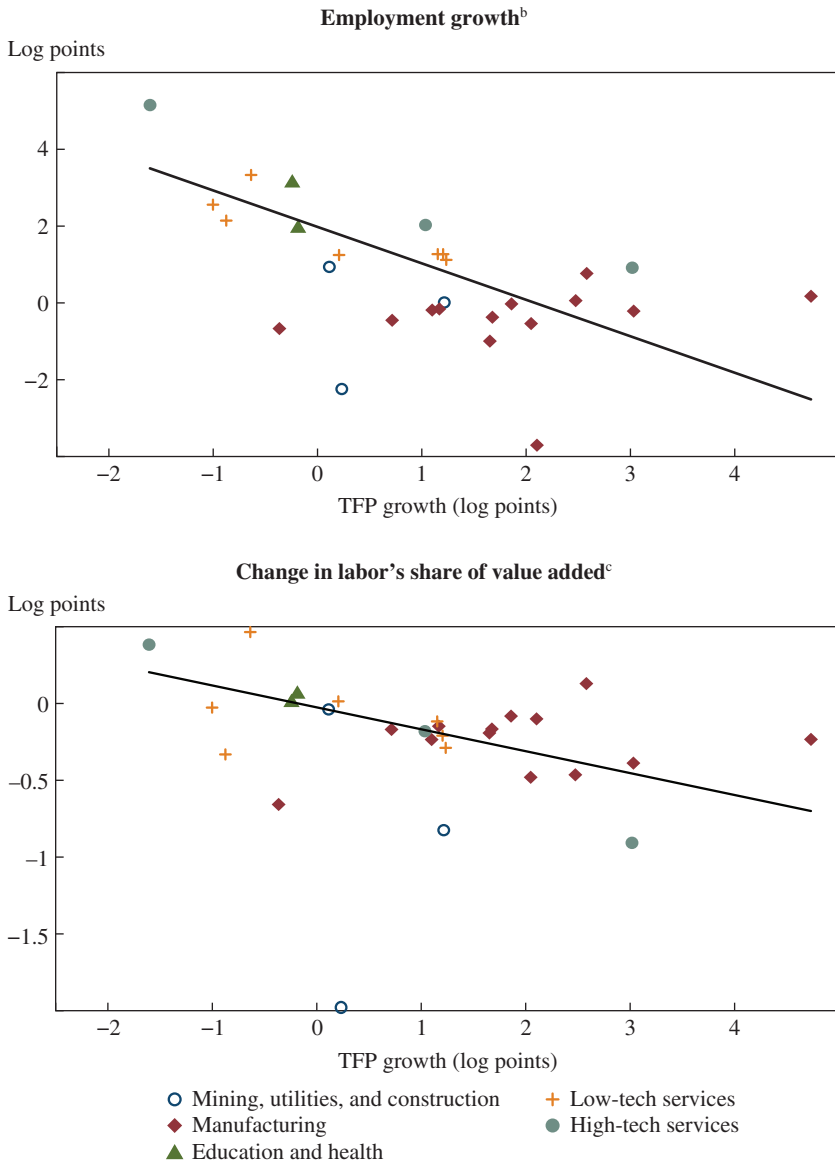 Employment growthᵇ
Log points
4
2
0
−2
−2 −1 0 1 2 3 4
TFP growth (log points)
Change in labor’s share of value addedᶜ
Log points
0
−0.5
−1
−1.5
−2 −1 0 1 2 3 4
TFP growth (log points)
Mining, utilities, and construction
Low-tech services
Manufacturing
High-tech services
Education and health